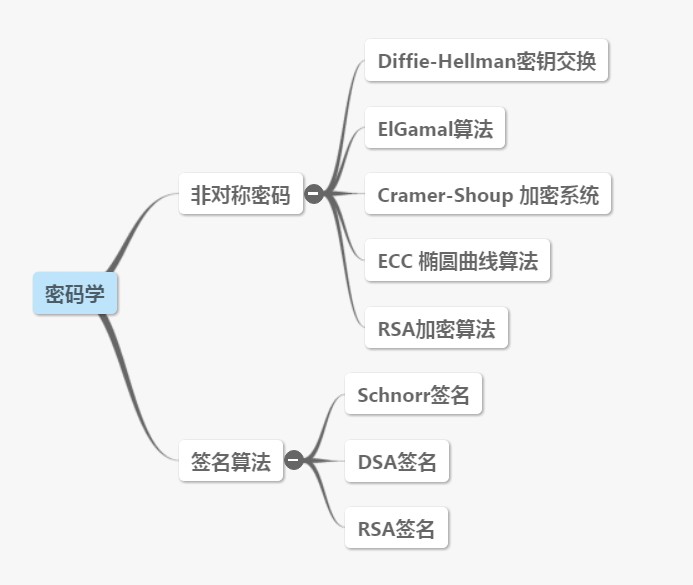 密码学
非对称密码
Diffie-Hellman密钥交换
ElGamal算法
Cramer-Shoup 加密系统
ECC 椭圆曲线算法
RSA加密算法
签名算法
Schnorr签名
DSA签名
RSA签名